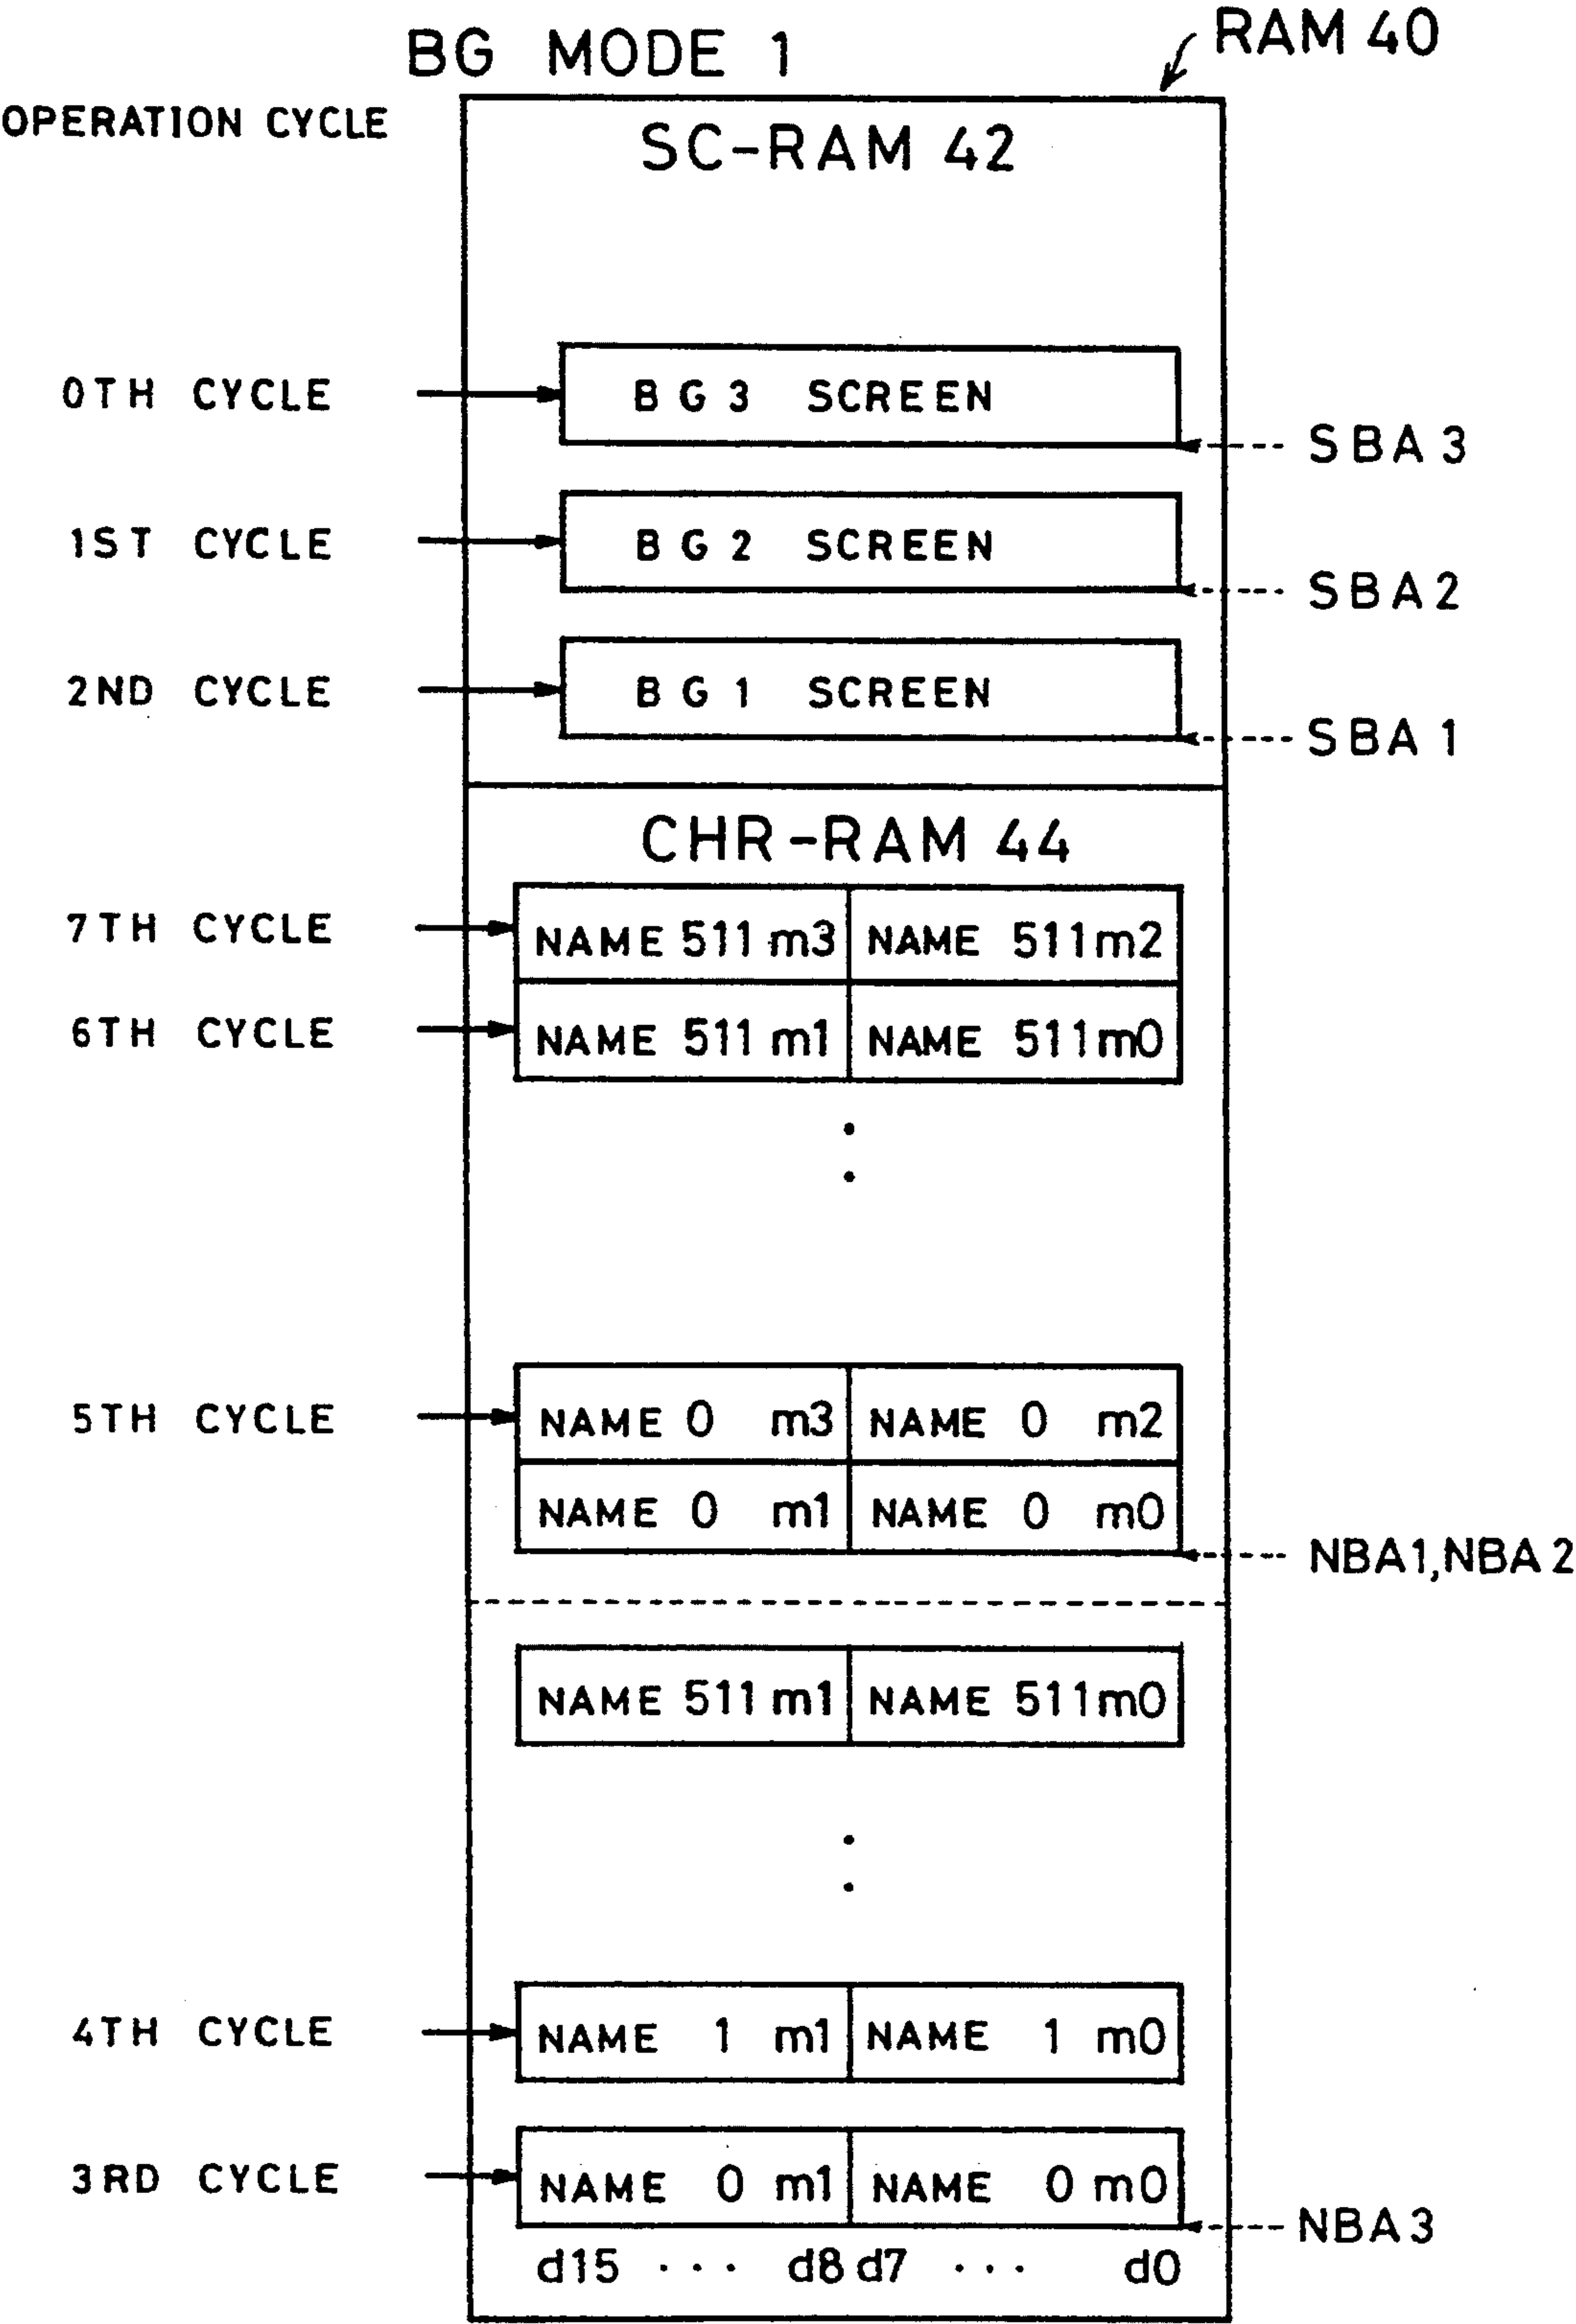 BG MODE 1
RAM 40
OPERATION CYCLE
SC-RAM 42
0TH CYCLE
BG3 SCREEN
SBA3
1ST CYCLE
BG2 SCREEN
SBA2
2ND CYCLE
BG1 SCREEN
SBA1
CHR-RAM 44
7TH CYCLE
NAME 511 m3 NAME 511 m2
6TH CYCLE
NAME 511 m1 NAME 511 m0
5TH CYCLE
NAME 0 m3 NAME 0 m2
NAME 0 m1 NAME 0 m0
NBA1,NBA2
NAME 511 m1 NAME 511 m0
4TH CYCLE
NAME 1 m1 NAME 1 m0
3RD CYCLE
NAME 0 m1 NAME 0 m0
NBA3
d15 ... d8 d7 ... d0